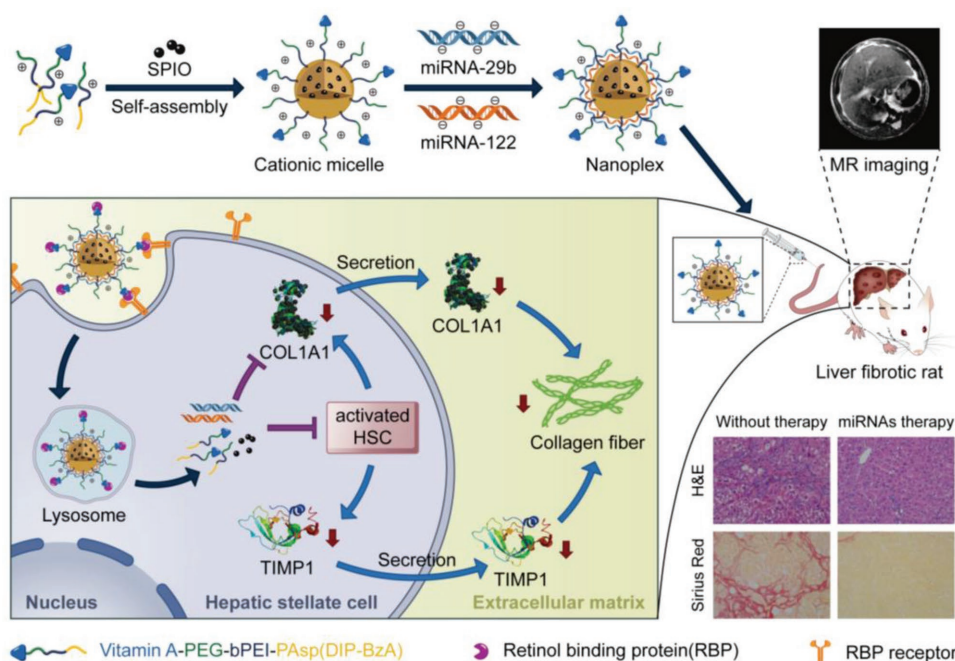 SPIO
Self-assembly
Cationic micelle
miRNA-29b
miRNA-122
Nanoplex
MR imaging
Secretion
COL1A1
COL1A1
activated
HSC
Collagen fiber
Lysosome
TIMP1
Secretion
TIMP1
Nucleus
Hepatic stellate cell
Extracellular matrix
Liver fibrotic rat
Without therapy
miRNAs therapy
H&E
Sirius Red
Vitamin A-PEG-bPEI-PAsp(DIP-BzA)
Retinol binding protein(RBP)
RBP receptor